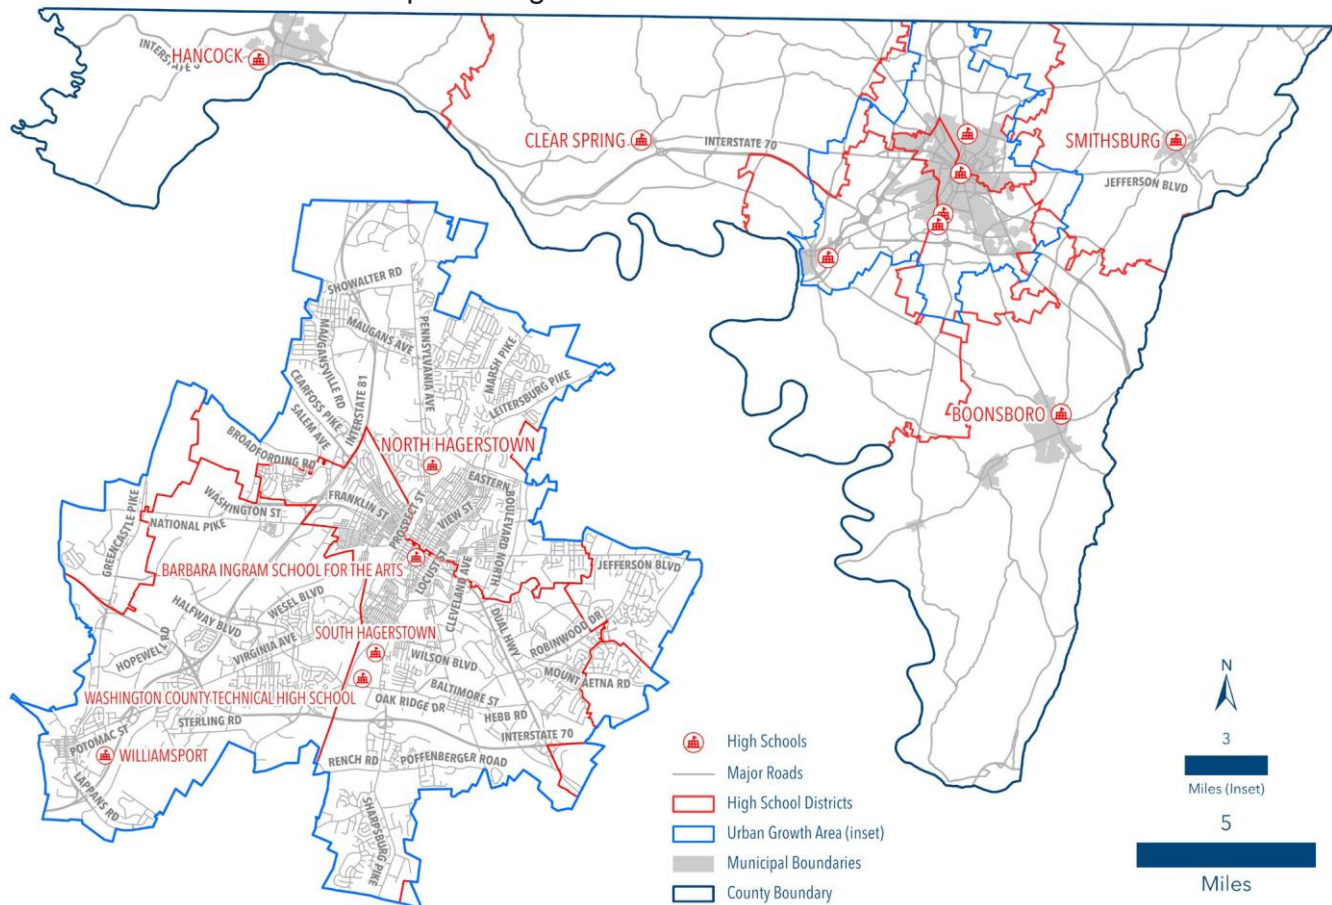 HANCOCK
INTERSTATE
CLEAR SPRING
INTERSTATE 70
SMITHSBURG
JEFFERSON BLVD
BOONSBORO
SHOWALTER RD
MAUGANS AVE
MAUGANSVILLE RD
PENNSYLVANIA AVE
MARSH PIKE
LEITERSBURG PIKE
CEARFOSS PIKE
SALEM AVE
INTERSTATE 81
BROADFORDING RD
NORTH HAGERSTOWN
EASTERN
BOULEVARD NORTH
FRANKLIN ST
PROSPECT ST
VIEW ST
WASHINGTON ST
NATIONAL PIKE
GREENCASTLE PIKE
BARBARA INGRAM SCHOOL FOR THE ARTS
LOCUST ST
CLEVELAND AVE
JEFFERSON BLVD
HALFWAY BLVD
WESEL BLVD
DUAL HWY
ROBINWOOD DR
HOPEWELL RD
VIRGINIA AVE
SOUTH HAGERSTOWN
WILSON BLVD
MOUNT AETNA RD
WASHINGTON COUNTY TECHNICAL HIGH SCHOOL
BALTIMORE ST
OAK RIDGE DR
HEBB RD
STERLING RD
POTOMAC ST
INTERSTATE 70
WILLIAMSPORT
RENCH RD
POFFENBERGER ROAD
LAPPANS RD
SHARPSBURG PIKE
High Schools
Major Roads
High School Districts
Urban Growth Area (inset)
Municipal Boundaries
County Boundary
N
3
Miles (Inset)
5
Miles